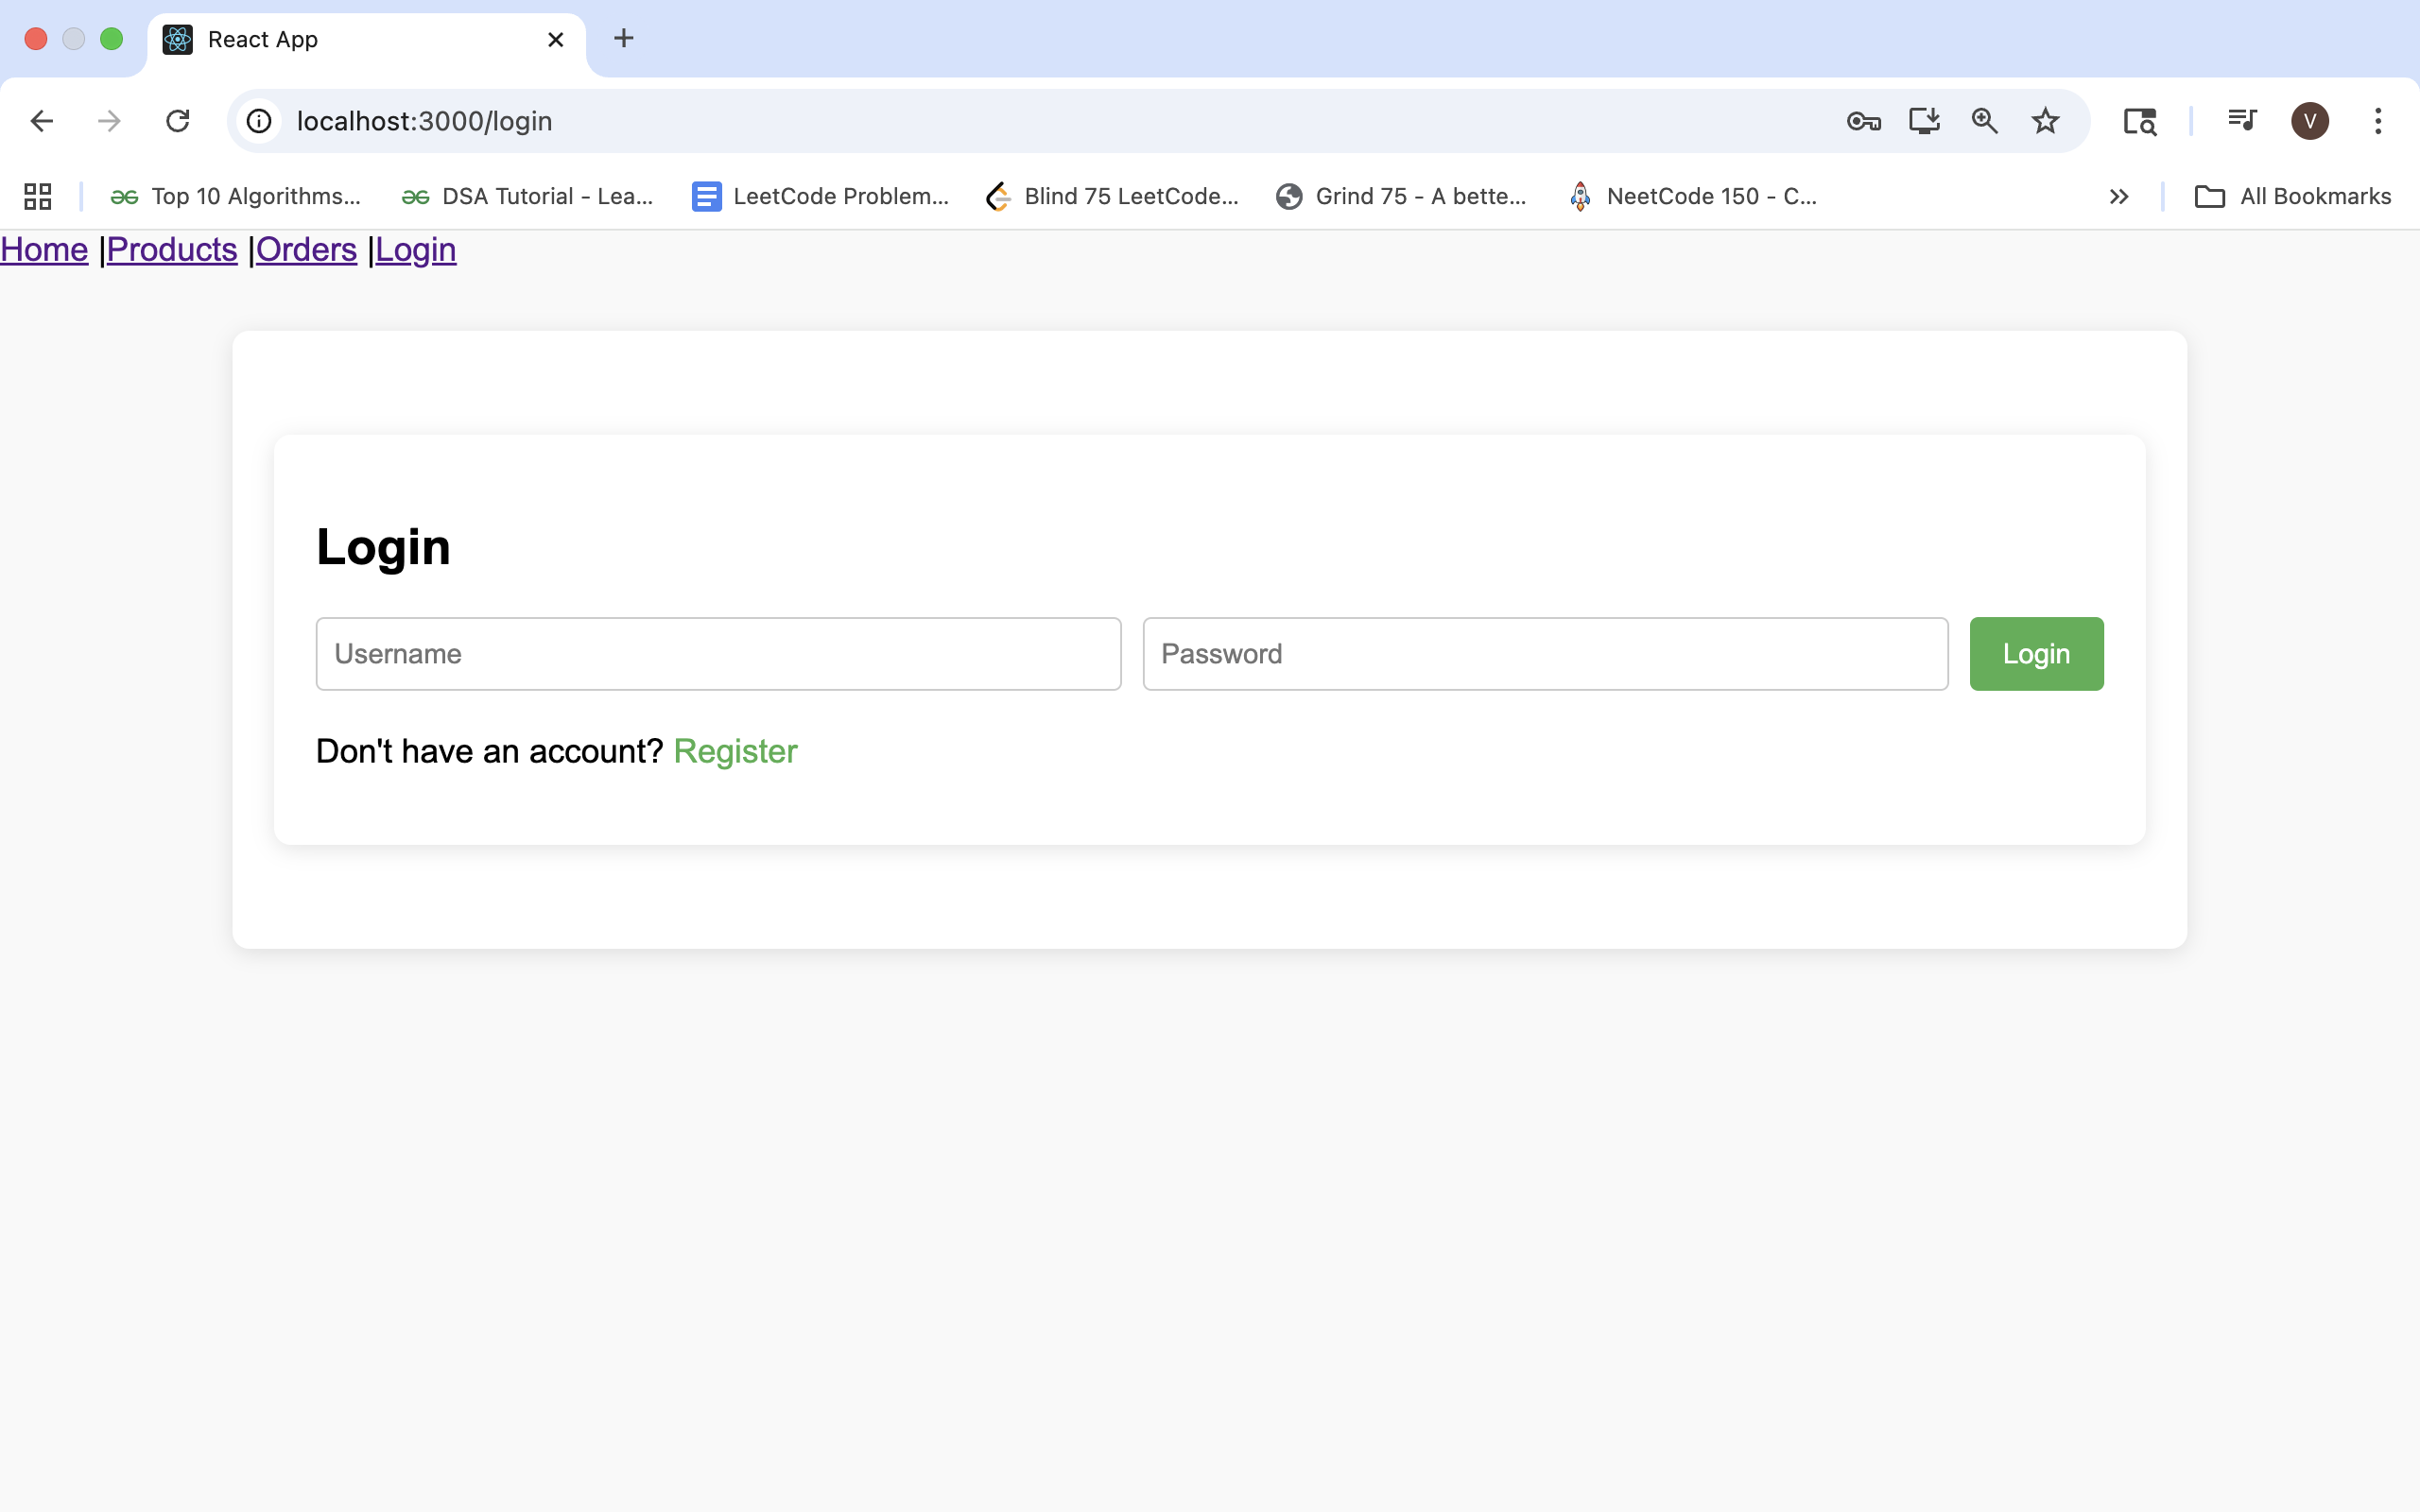 React App
localhost:3000/login
V
Top 10 Algorithms... DSA Tutorial - Lea... LeetCode Problem... Blind 75 LeetCode... Grind 75 - A bette... NeetCode 150 - C... All Bookmarks
Home |Products |Orders |Login
Login
Username Password Login
Don't have an account? Register